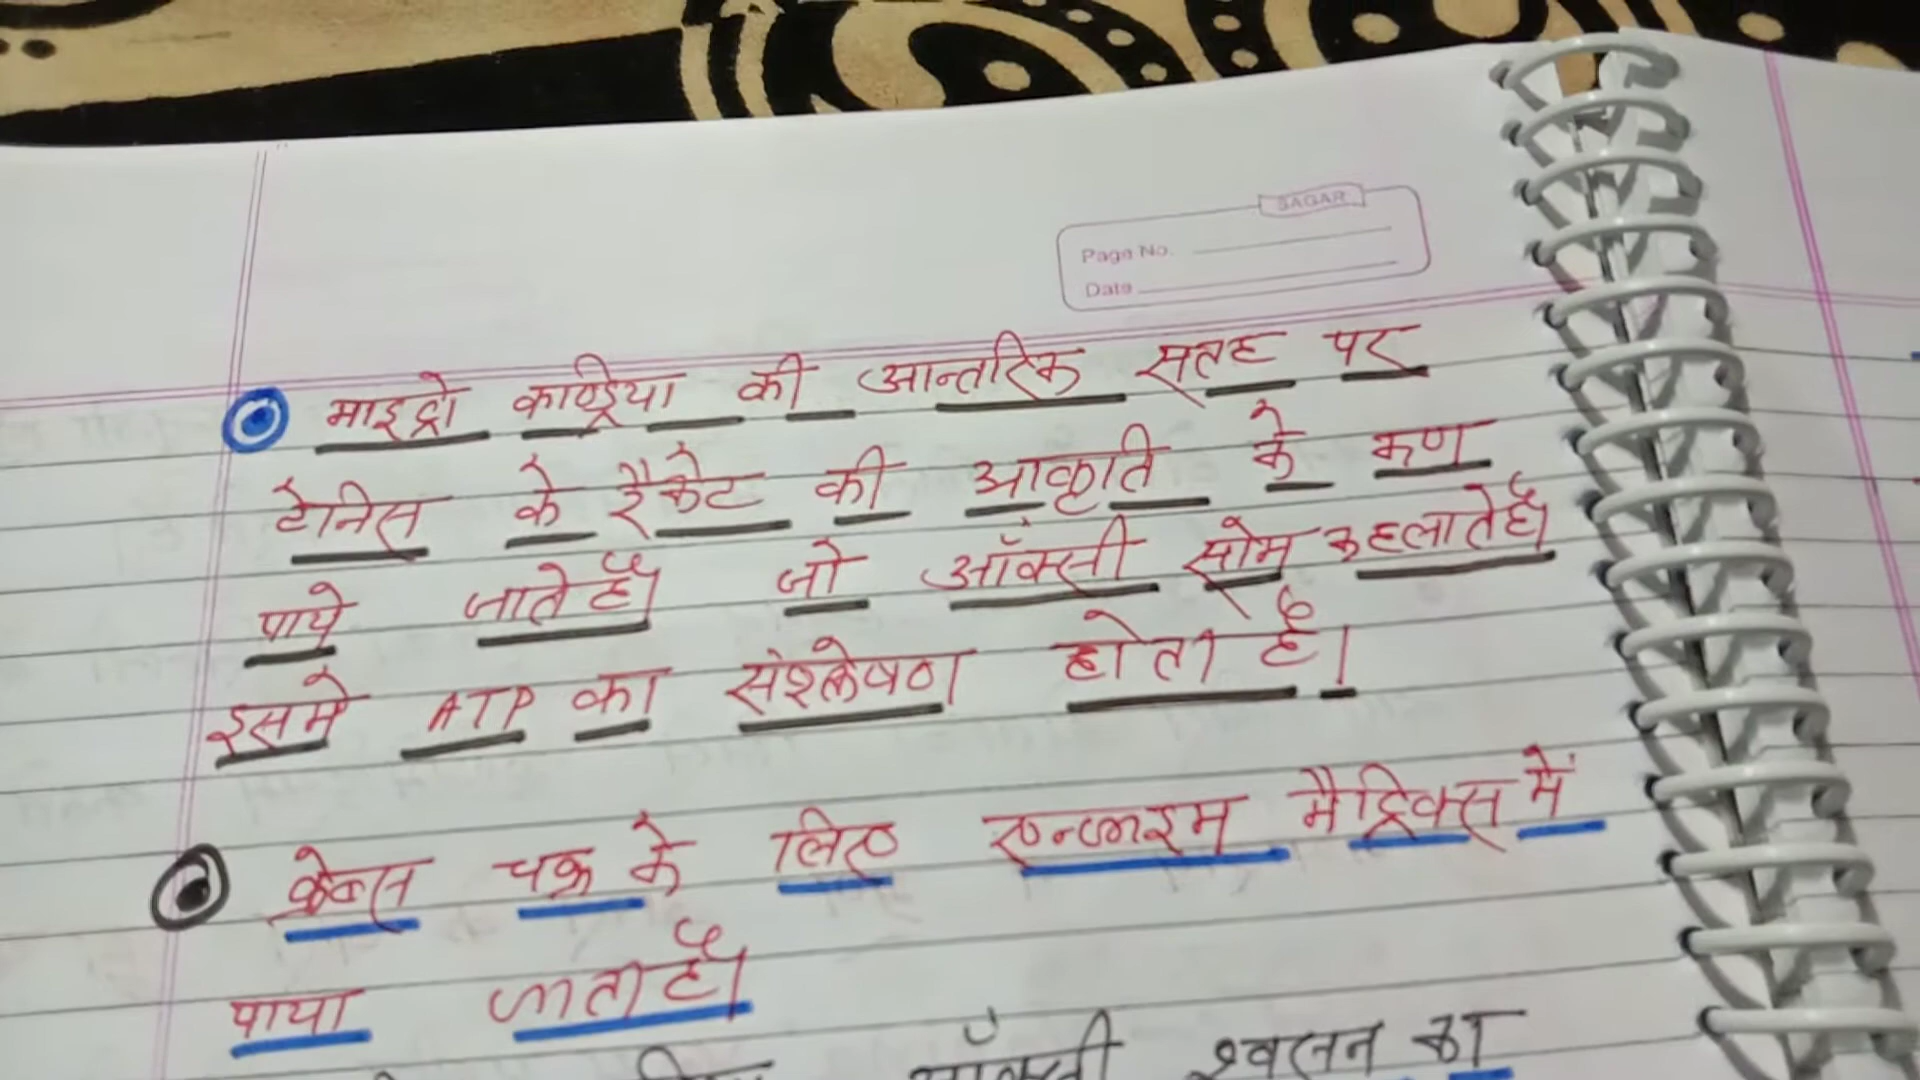 SAGAR
Page No.
Date
माइट्रो काण्ड्रिया की आन्तरिक सतह पर
टेनिस के रैकेट की आकृति के कण
पाये जाते हैं। जो ऑक्सी सोम कहलाते हैं।
इसमे ATP का संश्लेषण होता है।
क्रेब्स चक्र के लिए एन्जाइम मैट्रिक्स में
पाया जाता है।
ऑक्सी श्वसन का